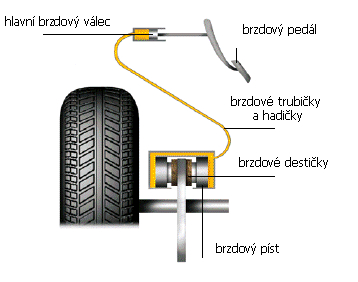 hlavní brzdový válec
brzdový pedál
brzdové trubičky
a hadičky
brzdové destičky
brzdový píst